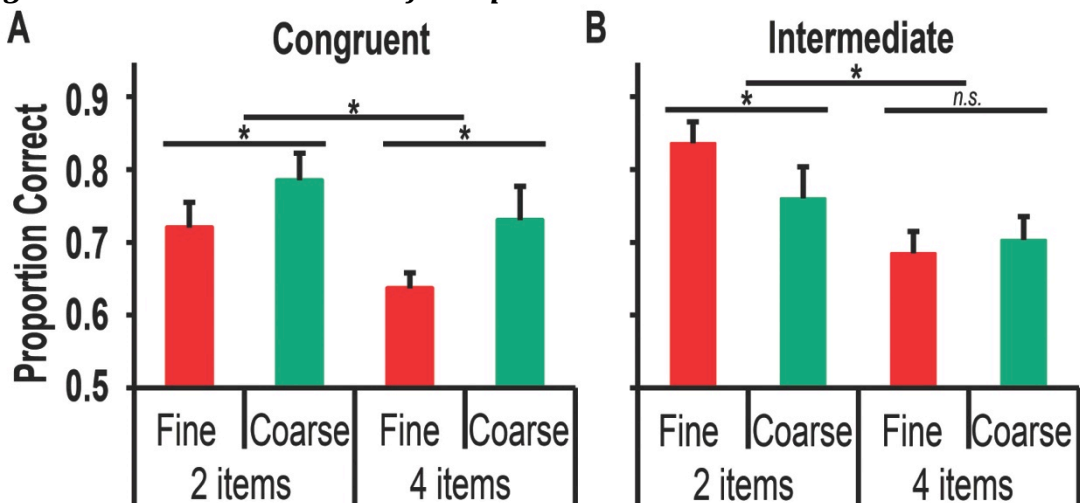 A
Congruent
Proportion Correct
0.9
0.8
0.7
0.6
0.5
*
*
*
Fine
Coarse
Fine
Coarse
2 items
4 items
B
Intermediate
*
*
n.s.
Fine
Coarse
Fine
Coarse
2 items
4 items